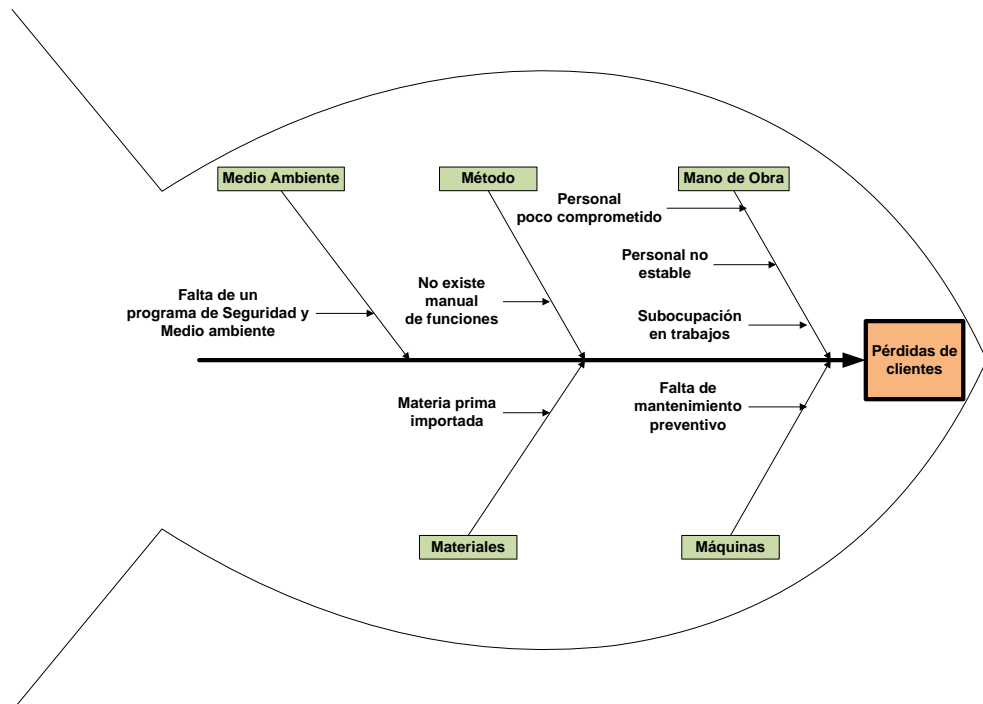 Medio Ambiente
Método
Mano de Obra
Personal
poco comprometido
Personal no
estable
Subocupación
en trabajos
No existe
manual
de funciones
Falta de un
programa de Seguridad y
Medio ambiente
Pérdidas de
clientes
Materia prima
importada
Falta de
mantenimiento
preventivo
Materiales
Máquinas